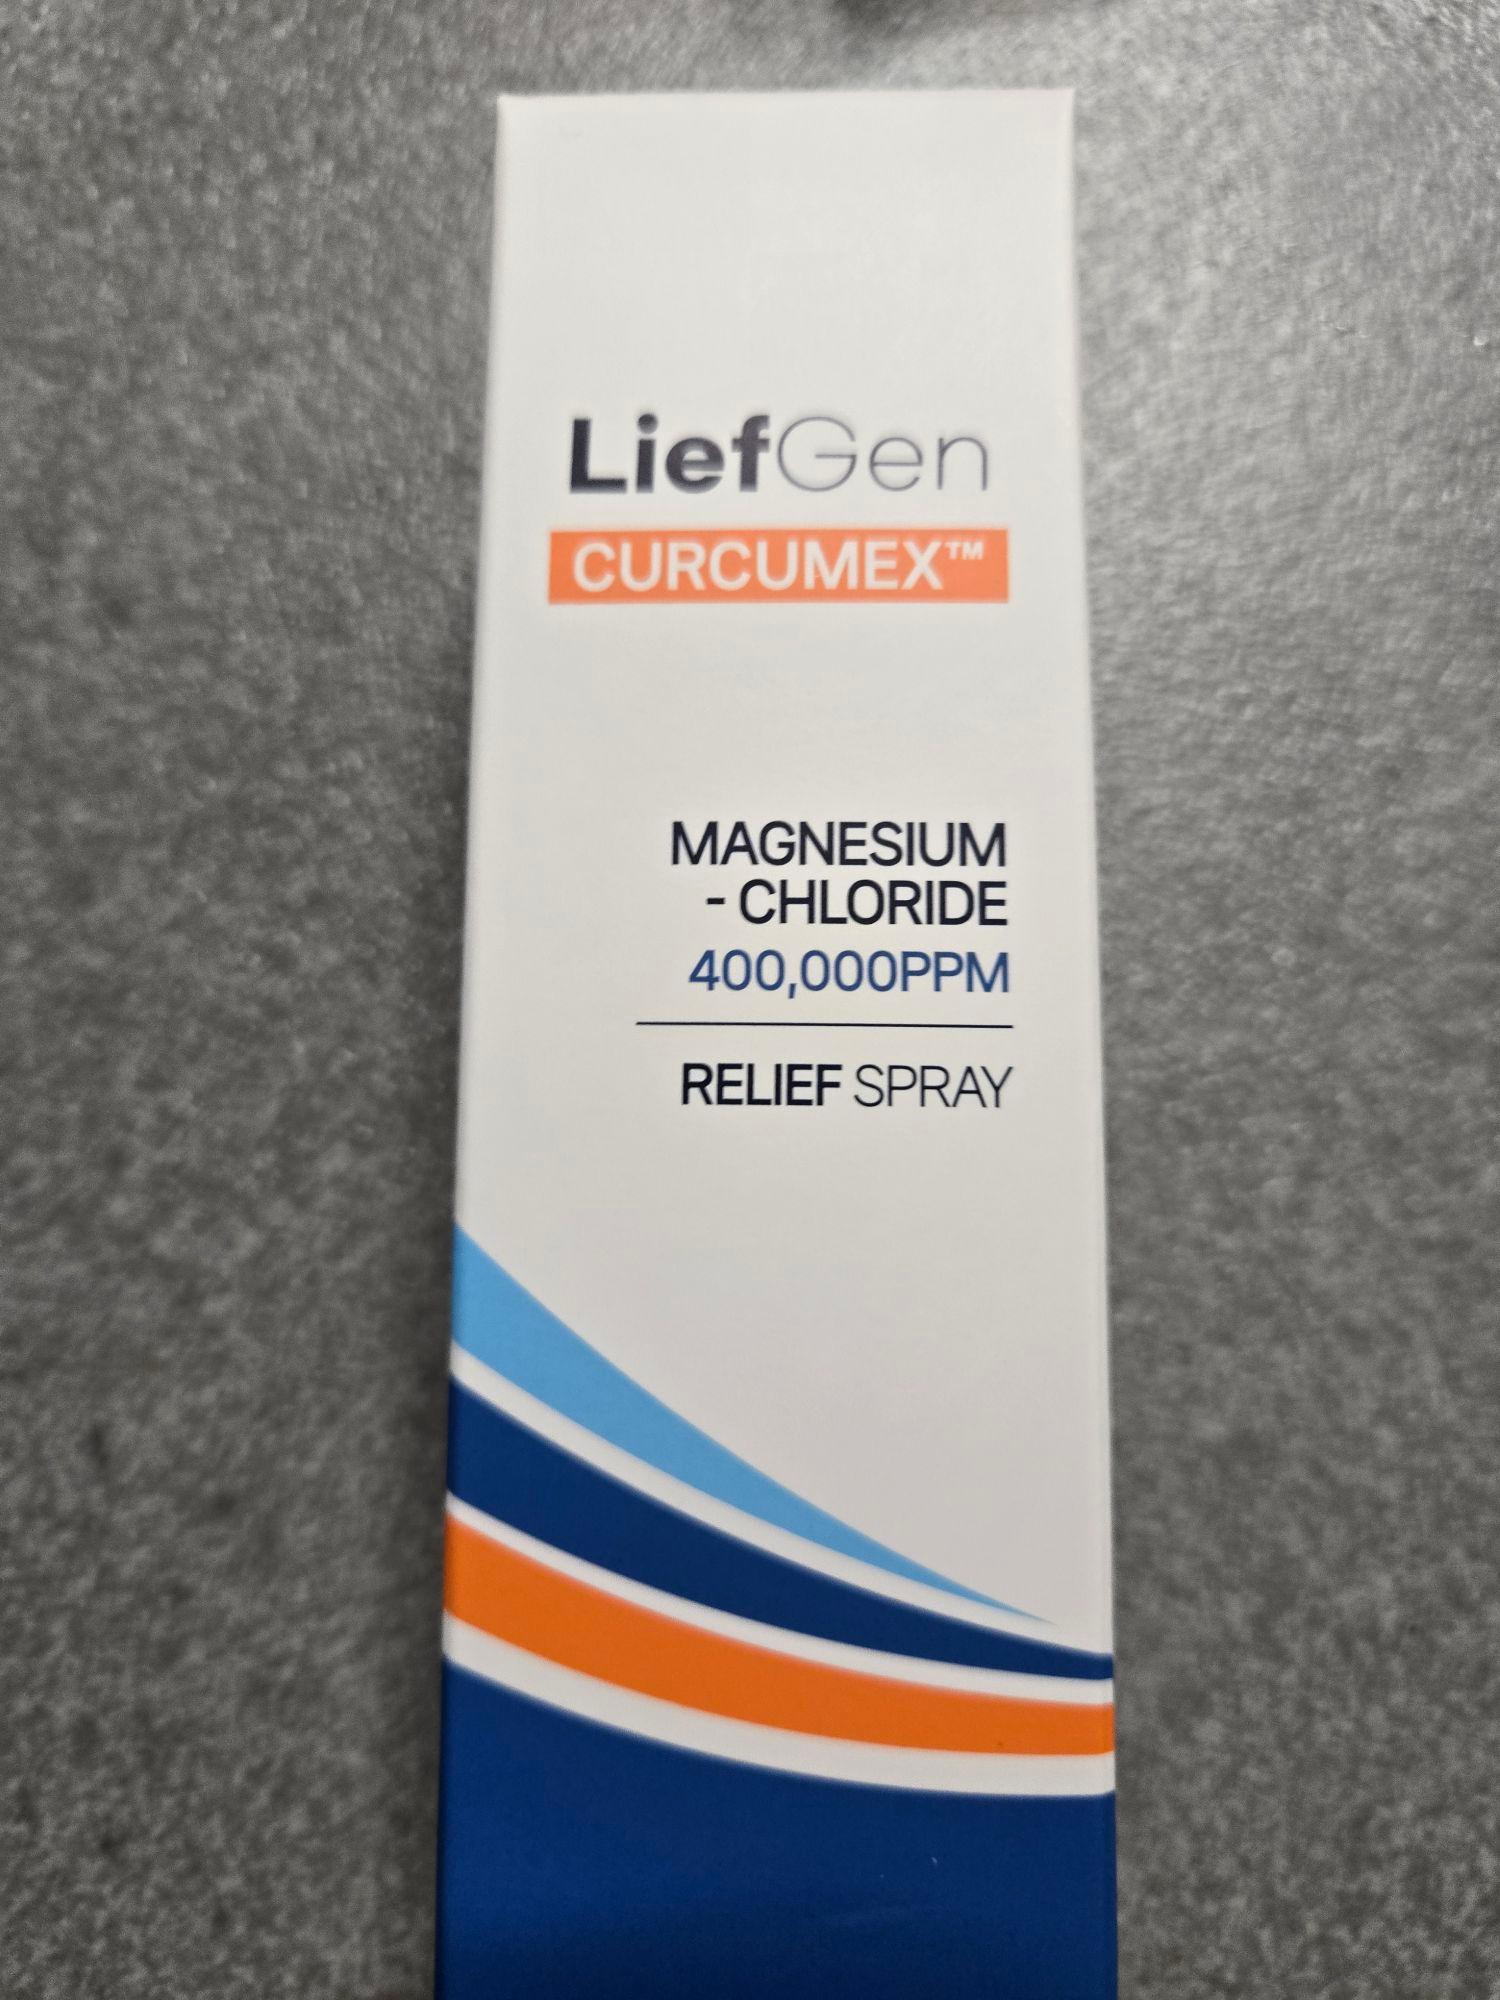 LiefGen
CURCUMEX™
MAGNESIUM
- CHLORIDE
400,000PPM
RELIEF SPRAY